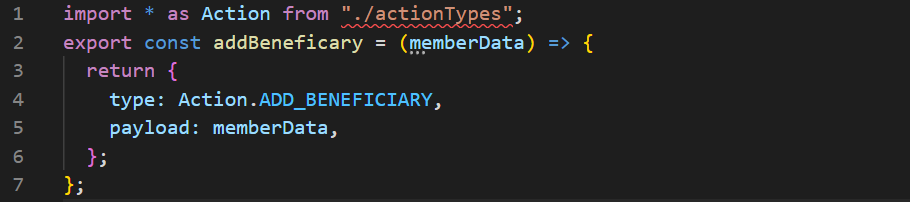 1 import * as Action from "./actionTypes";
2 export const addBeneficary = (memberData) => {
3 return {
4 type: Action.ADD_BENEFICIARY,
5 payload: memberData,
6 };
7 };